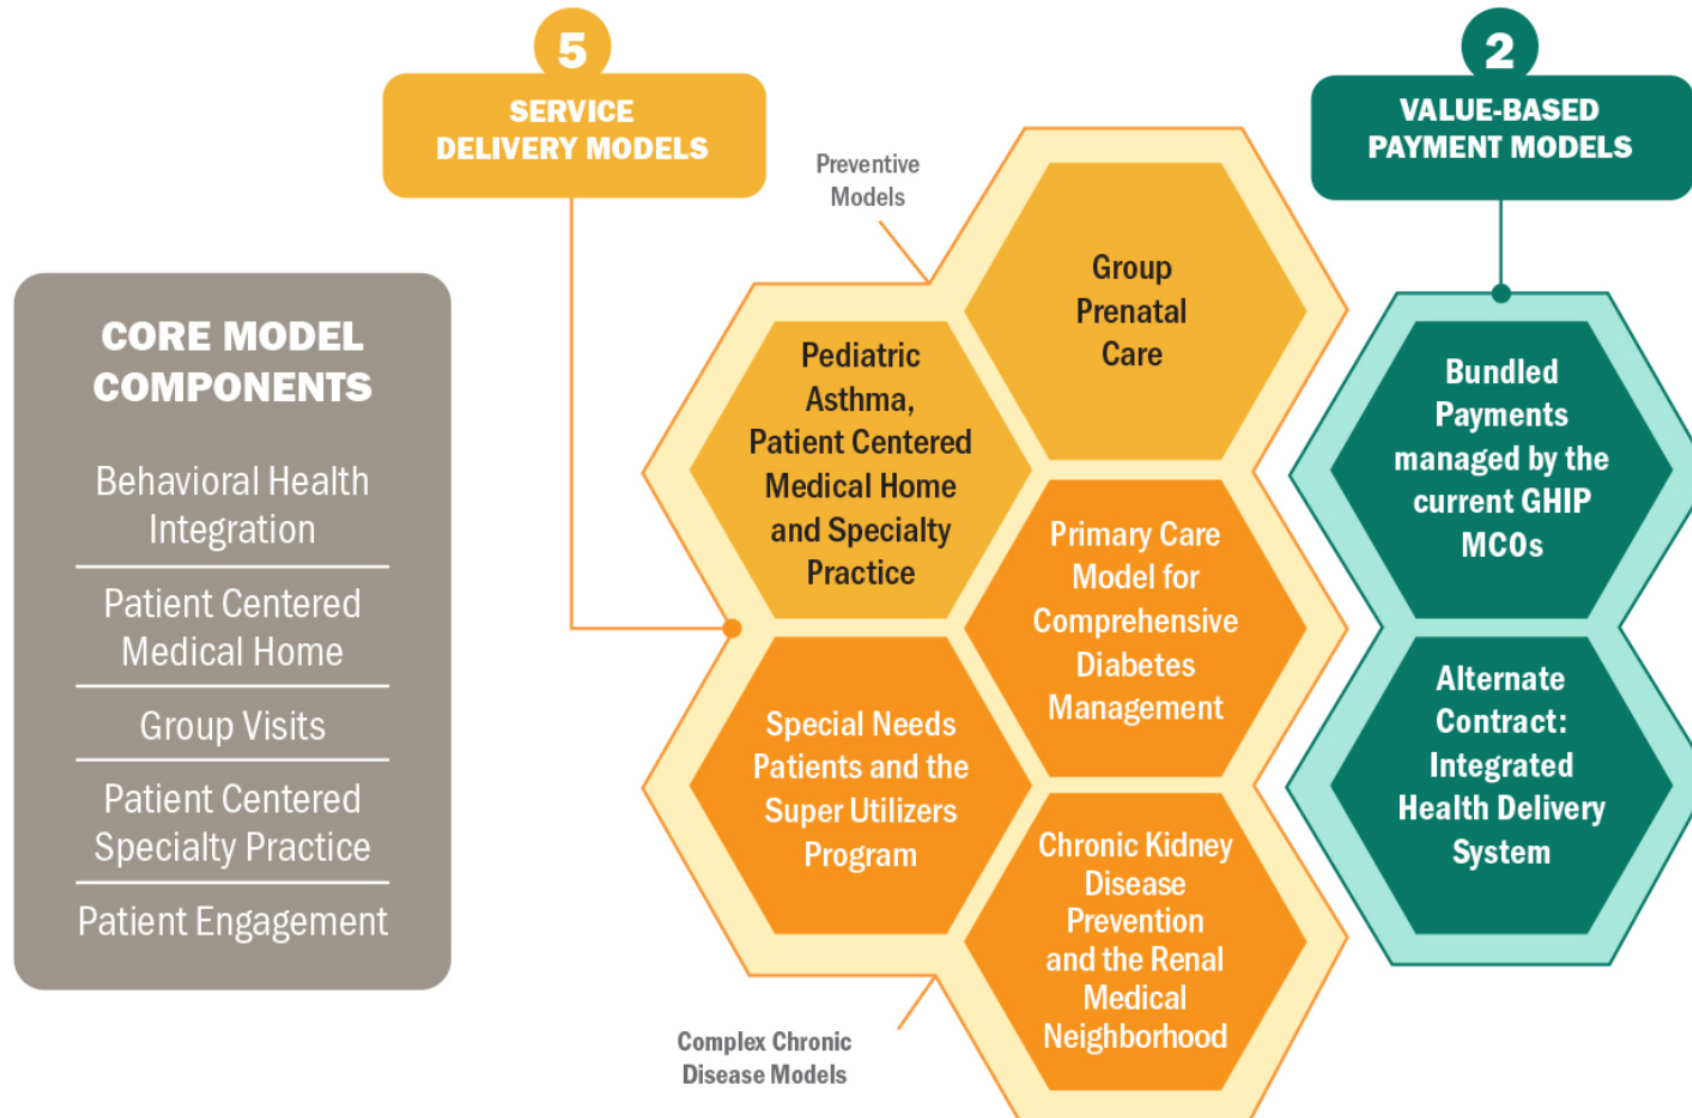 5
SERVICE
DELIVERY MODELS
2
VALUE-BASED
PAYMENT MODELS
CORE MODEL
COMPONENTS
Behavioral Health
Integration
Patient Centered
Medical Home
Group Visits
Patient Centered
Specialty Practice
Patient Engagement
Preventive
Models
Group
Prenatal
Care
Pediatric
Asthma,
Patient Centered
Medical Home
and Specialty
Practice
Primary Care
Model for
Comprehensive
Diabetes
Management
Special Needs
Patients and the
Super Utilizers
Program
Chronic Kidney
Disease
Prevention
and the Renal
Medical
Neighborhood
Complex Chronic
Disease Models
Bundled
Payments
managed by the
current GHIP
MCOs
Alternate
Contract:
Integrated
Health Delivery
System